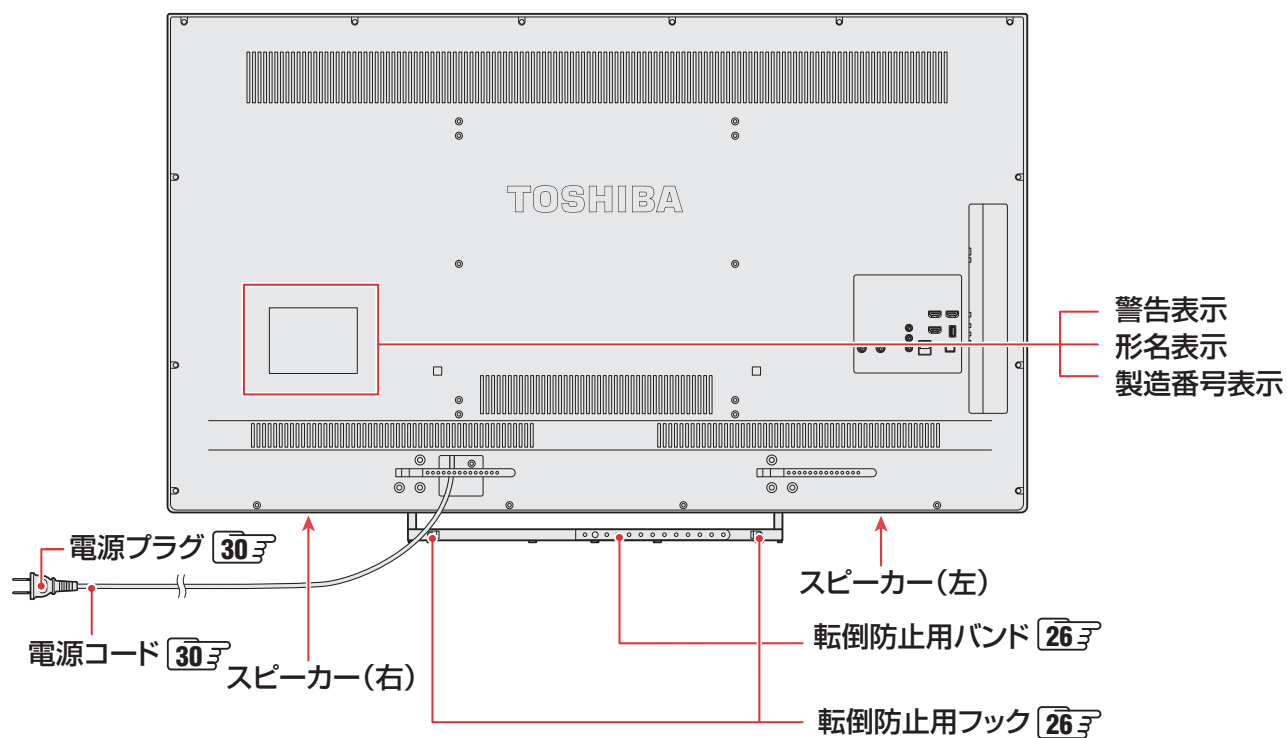 TOSHIBA
警告表示
形名表示
製造番号表示
電源プラグ 30
電源コード 30
スピーカー（右）
スピーカー（左）
転倒防止用バンド 26
転倒防止用フック 26